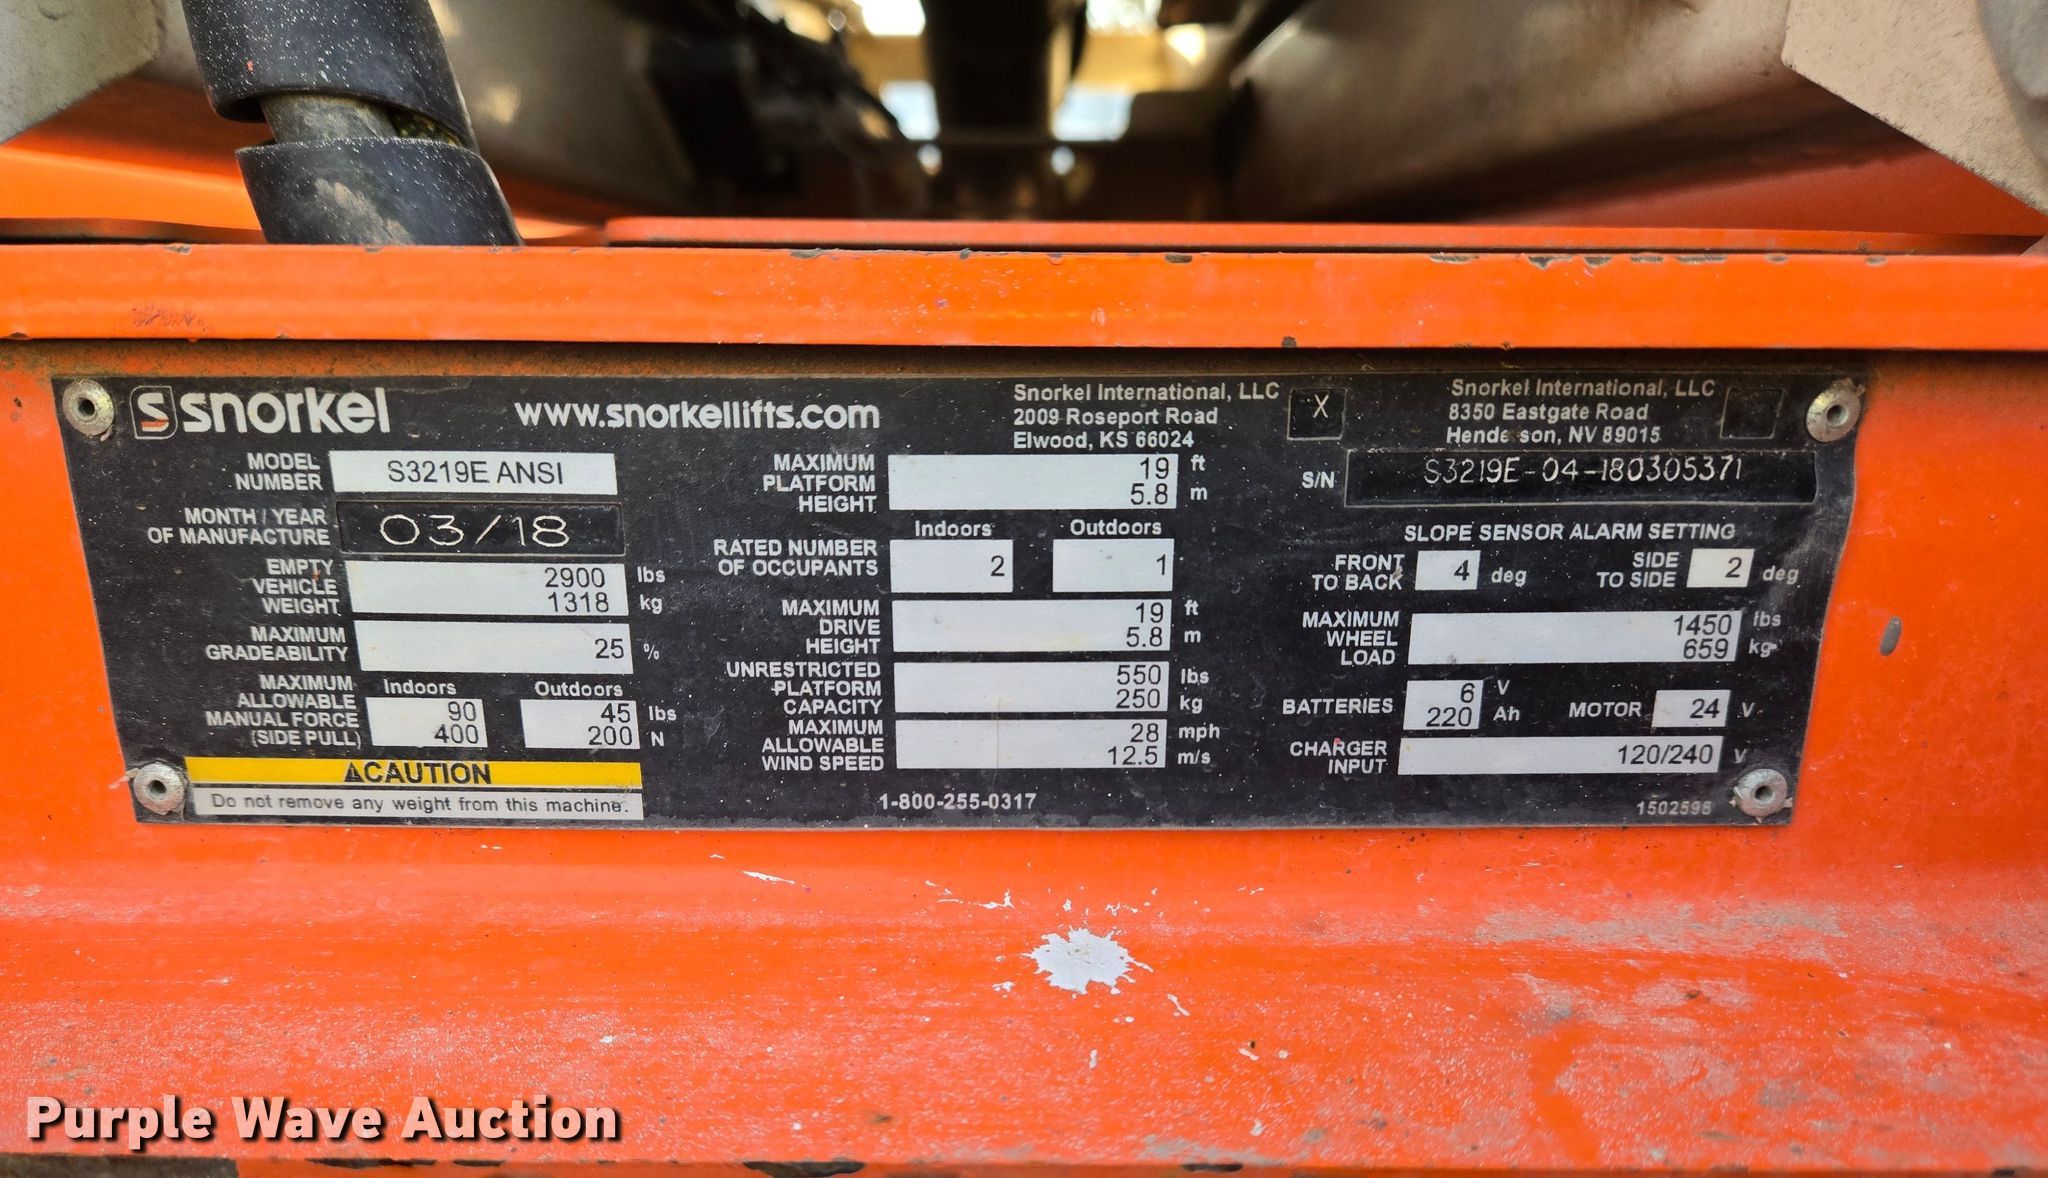 S snorkel
www.snorkellifts.com
Snorkel International, LLC
2009 Roseport Road
Elwood, KS 66024
X
Snorkel International, LLC
8350 Eastgate Road
Henderson, NV 89015
MODEL NUMBER S3219E ANSI
MONTH / YEAR OF MANUFACTURE 03/18
EMPTY VEHICLE WEIGHT 2900 lbs
1318 kg
MAXIMUM GRADEABILITY 25 %
MAXIMUM ALLOWABLE MANUAL FORCE (SIDE PULL)
Indoors Outdoors
90 45 lbs
400 200 N
⚠CAUTION
Do not remove any weight from this machine.
MAXIMUM PLATFORM HEIGHT 19 ft
5.8 m
Indoors Outdoors
RATED NUMBER OF OCCUPANTS 2 1
MAXIMUM DRIVE HEIGHT 19 ft
5.8 m
UNRESTRICTED PLATFORM CAPACITY 550 lbs
250 kg
MAXIMUM ALLOWABLE WIND SPEED 28 mph
12.5 m/s
1-800-255-0317
S/N S3219E-04-180305371
SLOPE SENSOR ALARM SETTING
FRONT TO BACK 4 deg SIDE TO SIDE 2 deg
MAXIMUM WHEEL LOAD 1450 lbs
659 kg
BATTERIES 6 V
220 Ah
MOTOR 24 V
CHARGER INPUT 120/240 V
1502598
Purple Wave Auction